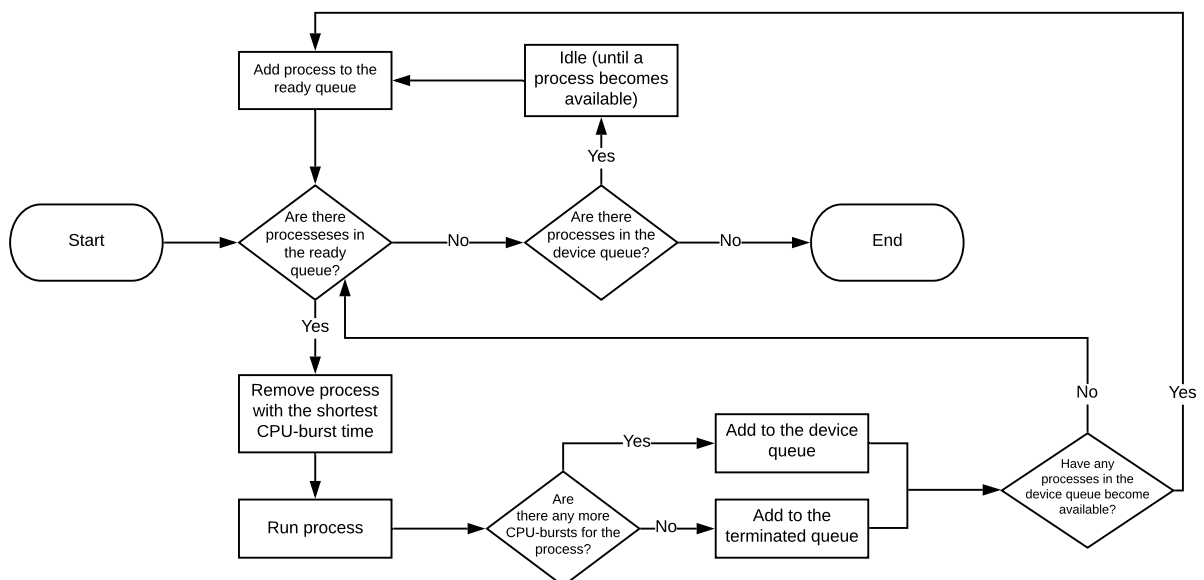 Add process to the
ready queue
Idle (until a
process becomes
available)
Yes
Start
Are there
processeses in
the ready
queue?
No
Are there
processes in the
device queue?
No
End
Yes
Remove process
with the shortest
CPU-burst time
Run process
Are
there any more
CPU-bursts for the
process?
Yes
Add to the device
queue
No
Add to the
terminated queue
Have any
processes in the
device queue become
available?
No
Yes